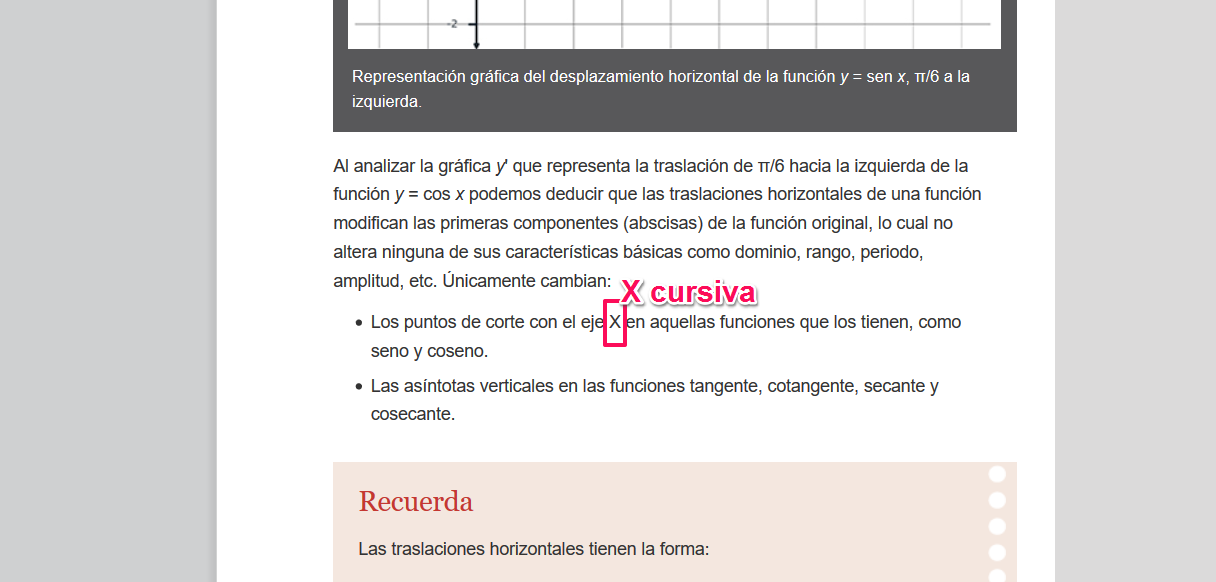 -2
Representación gráfica del desplazamiento horizontal de la función y = sen x, π/6 a la
izquierda.
Al analizar la gráfica y' que representa la traslación de π/6 hacia la izquierda de la
función y = cos x podemos deducir que las traslaciones horizontales de una función
modifican las primeras componentes (abscisas) de la función original, lo cual no
altera ninguna de sus características básicas como dominio, rango, periodo,
amplitud, etc. Únicamente cambian:
X cursiva
• Los puntos de corte con el eje X en aquellas funciones que los tienen, como
seno y coseno.
• Las asíntotas verticales en las funciones tangente, cotangente, secante y
cosecante.
Recuerda
Las traslaciones horizontales tienen la forma: